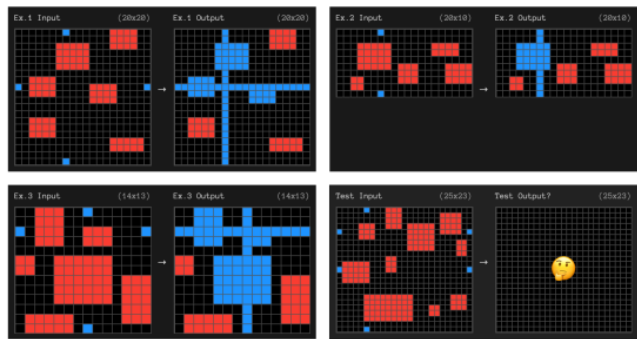 Ex.1 Input (20x20) Ex.1 Output (20x20)
Ex.2 Input (20x10) Ex.2 Output (20x10)
→
→
Ex.3 Input (14x13) Ex.3 Output (14x13)
Test Input (25x23) Test Output? (25x23)
→
→